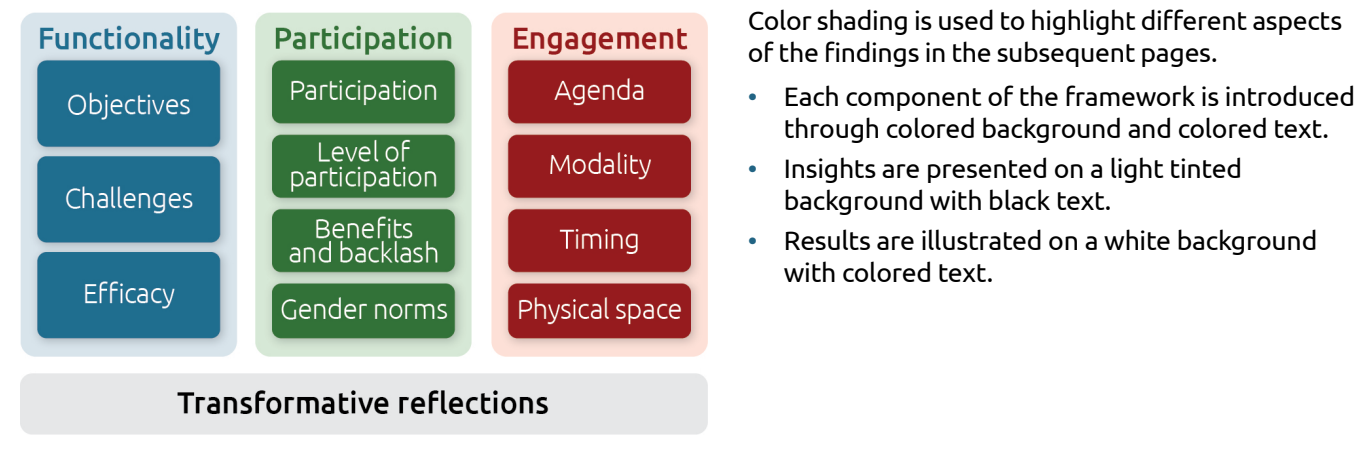 Functionality
Objectives
Challenges
Efficacy
Participation
Participation
Level of
participation
Benefits
and backlash
Gender norms
Engagement
Agenda
Modality
Timing
Physical space
Transformative reflections
Color shading is used to highlight different aspects
of the findings in the subsequent pages.
• Each component of the framework is introduced
through colored background and colored text.
• Insights are presented on a light tinted
background with black text.
• Results are illustrated on a white background
with colored text.